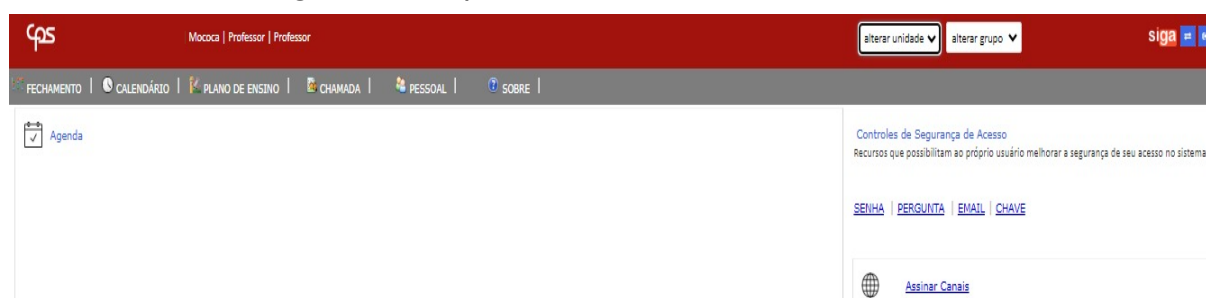 cps Mococa | Professor | Professor alterar unidade alterar grupo siga
FECHAMENTO | CALENDÁRIO | PLANO DE ENSINO | CHAMADA | PESSOAL | SOBRE |
Agenda
Controles de Segurança de Acesso
Recursos que possibilitam ao próprio usuário melhorar a segurança de seu acesso no sistema
SENHA | PERGUNTA | EMAIL | CHAVE
Assinar Canais